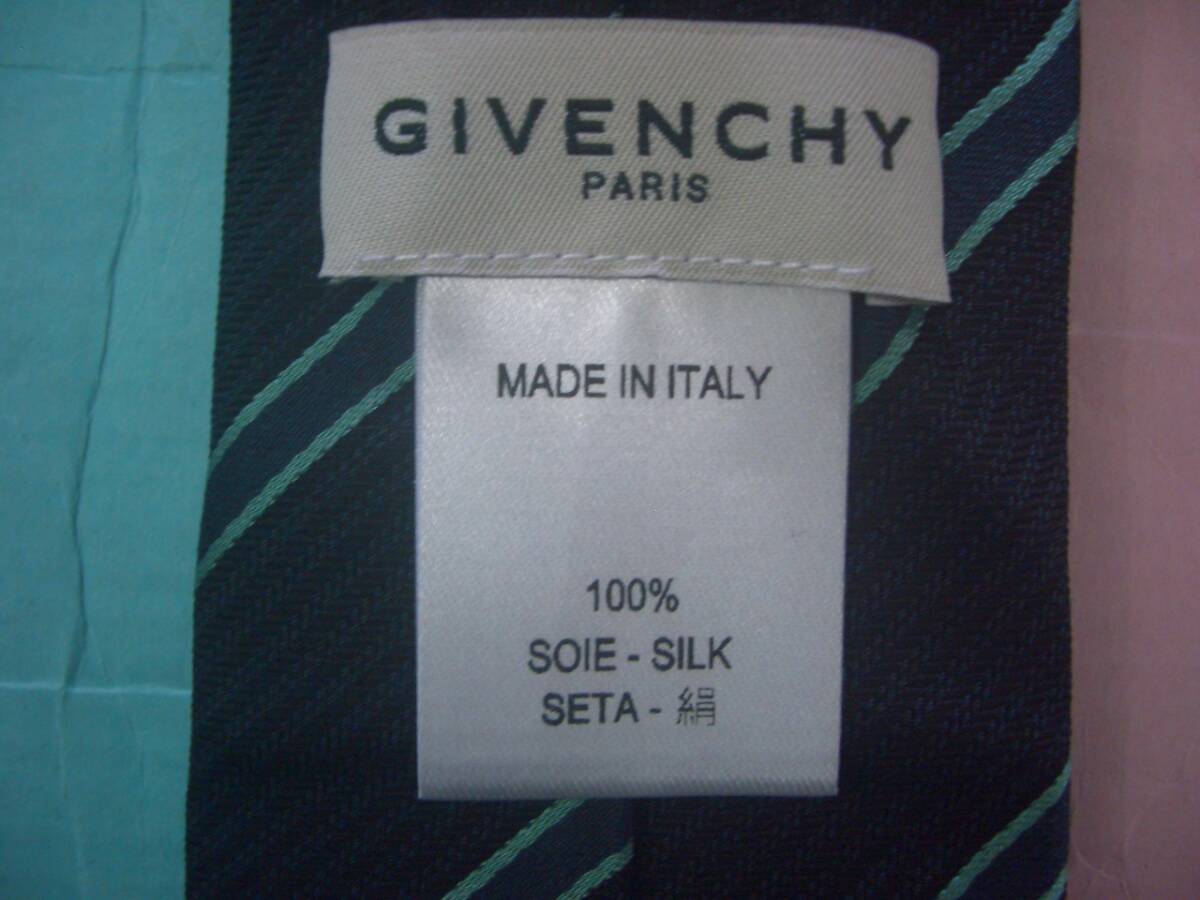 GIVENCHY
PARIS
MADE IN ITALY
100%
SOIE - SILK
SETA - 絹